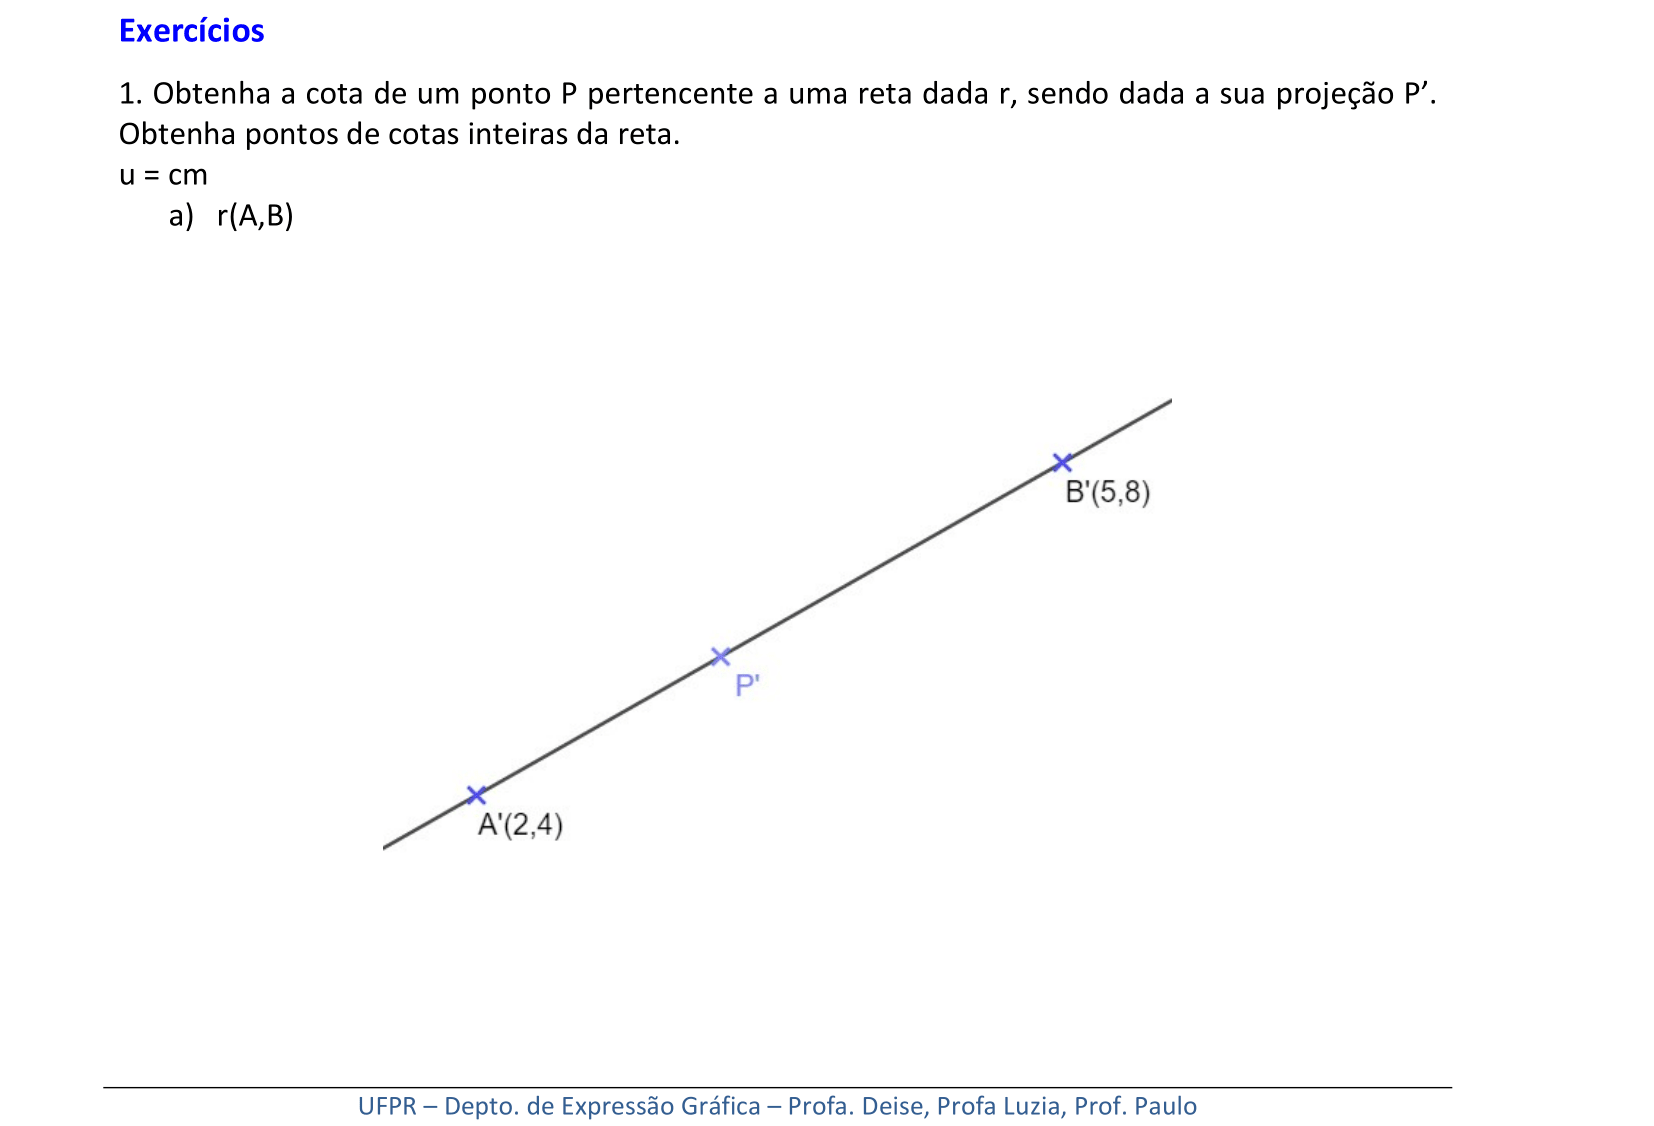 Exercícios
1. Obtenha a cota de um ponto P pertencente a uma reta dada r, sendo dada a sua projeção P’.
Obtenha pontos de cotas inteiras da reta.
u = cm
a) r(A,B)
B'(5,8)
P'
A'(2,4)
UFPR – Depto. de Expressão Gráfica – Profa. Deise, Profa Luzia, Prof. Paulo